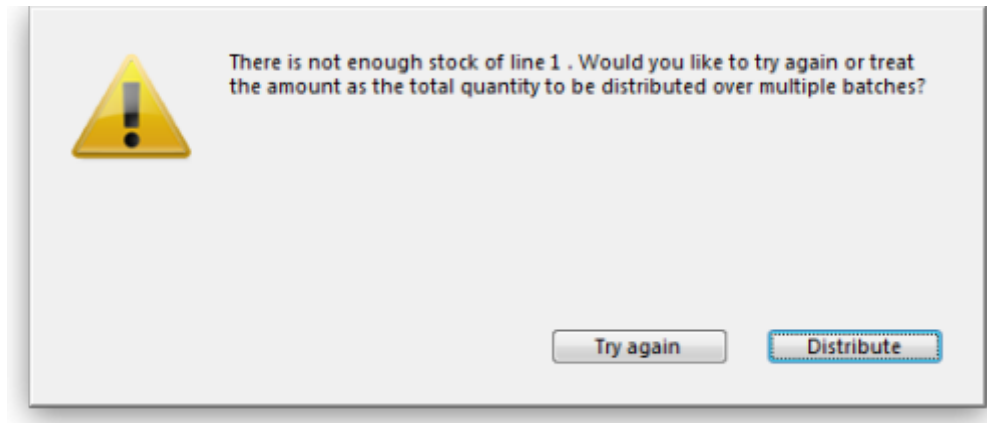 There is not enough stock of line 1 . Would you like to try again or treat
the amount as the total quantity to be distributed over multiple batches?
Try again
Distribute